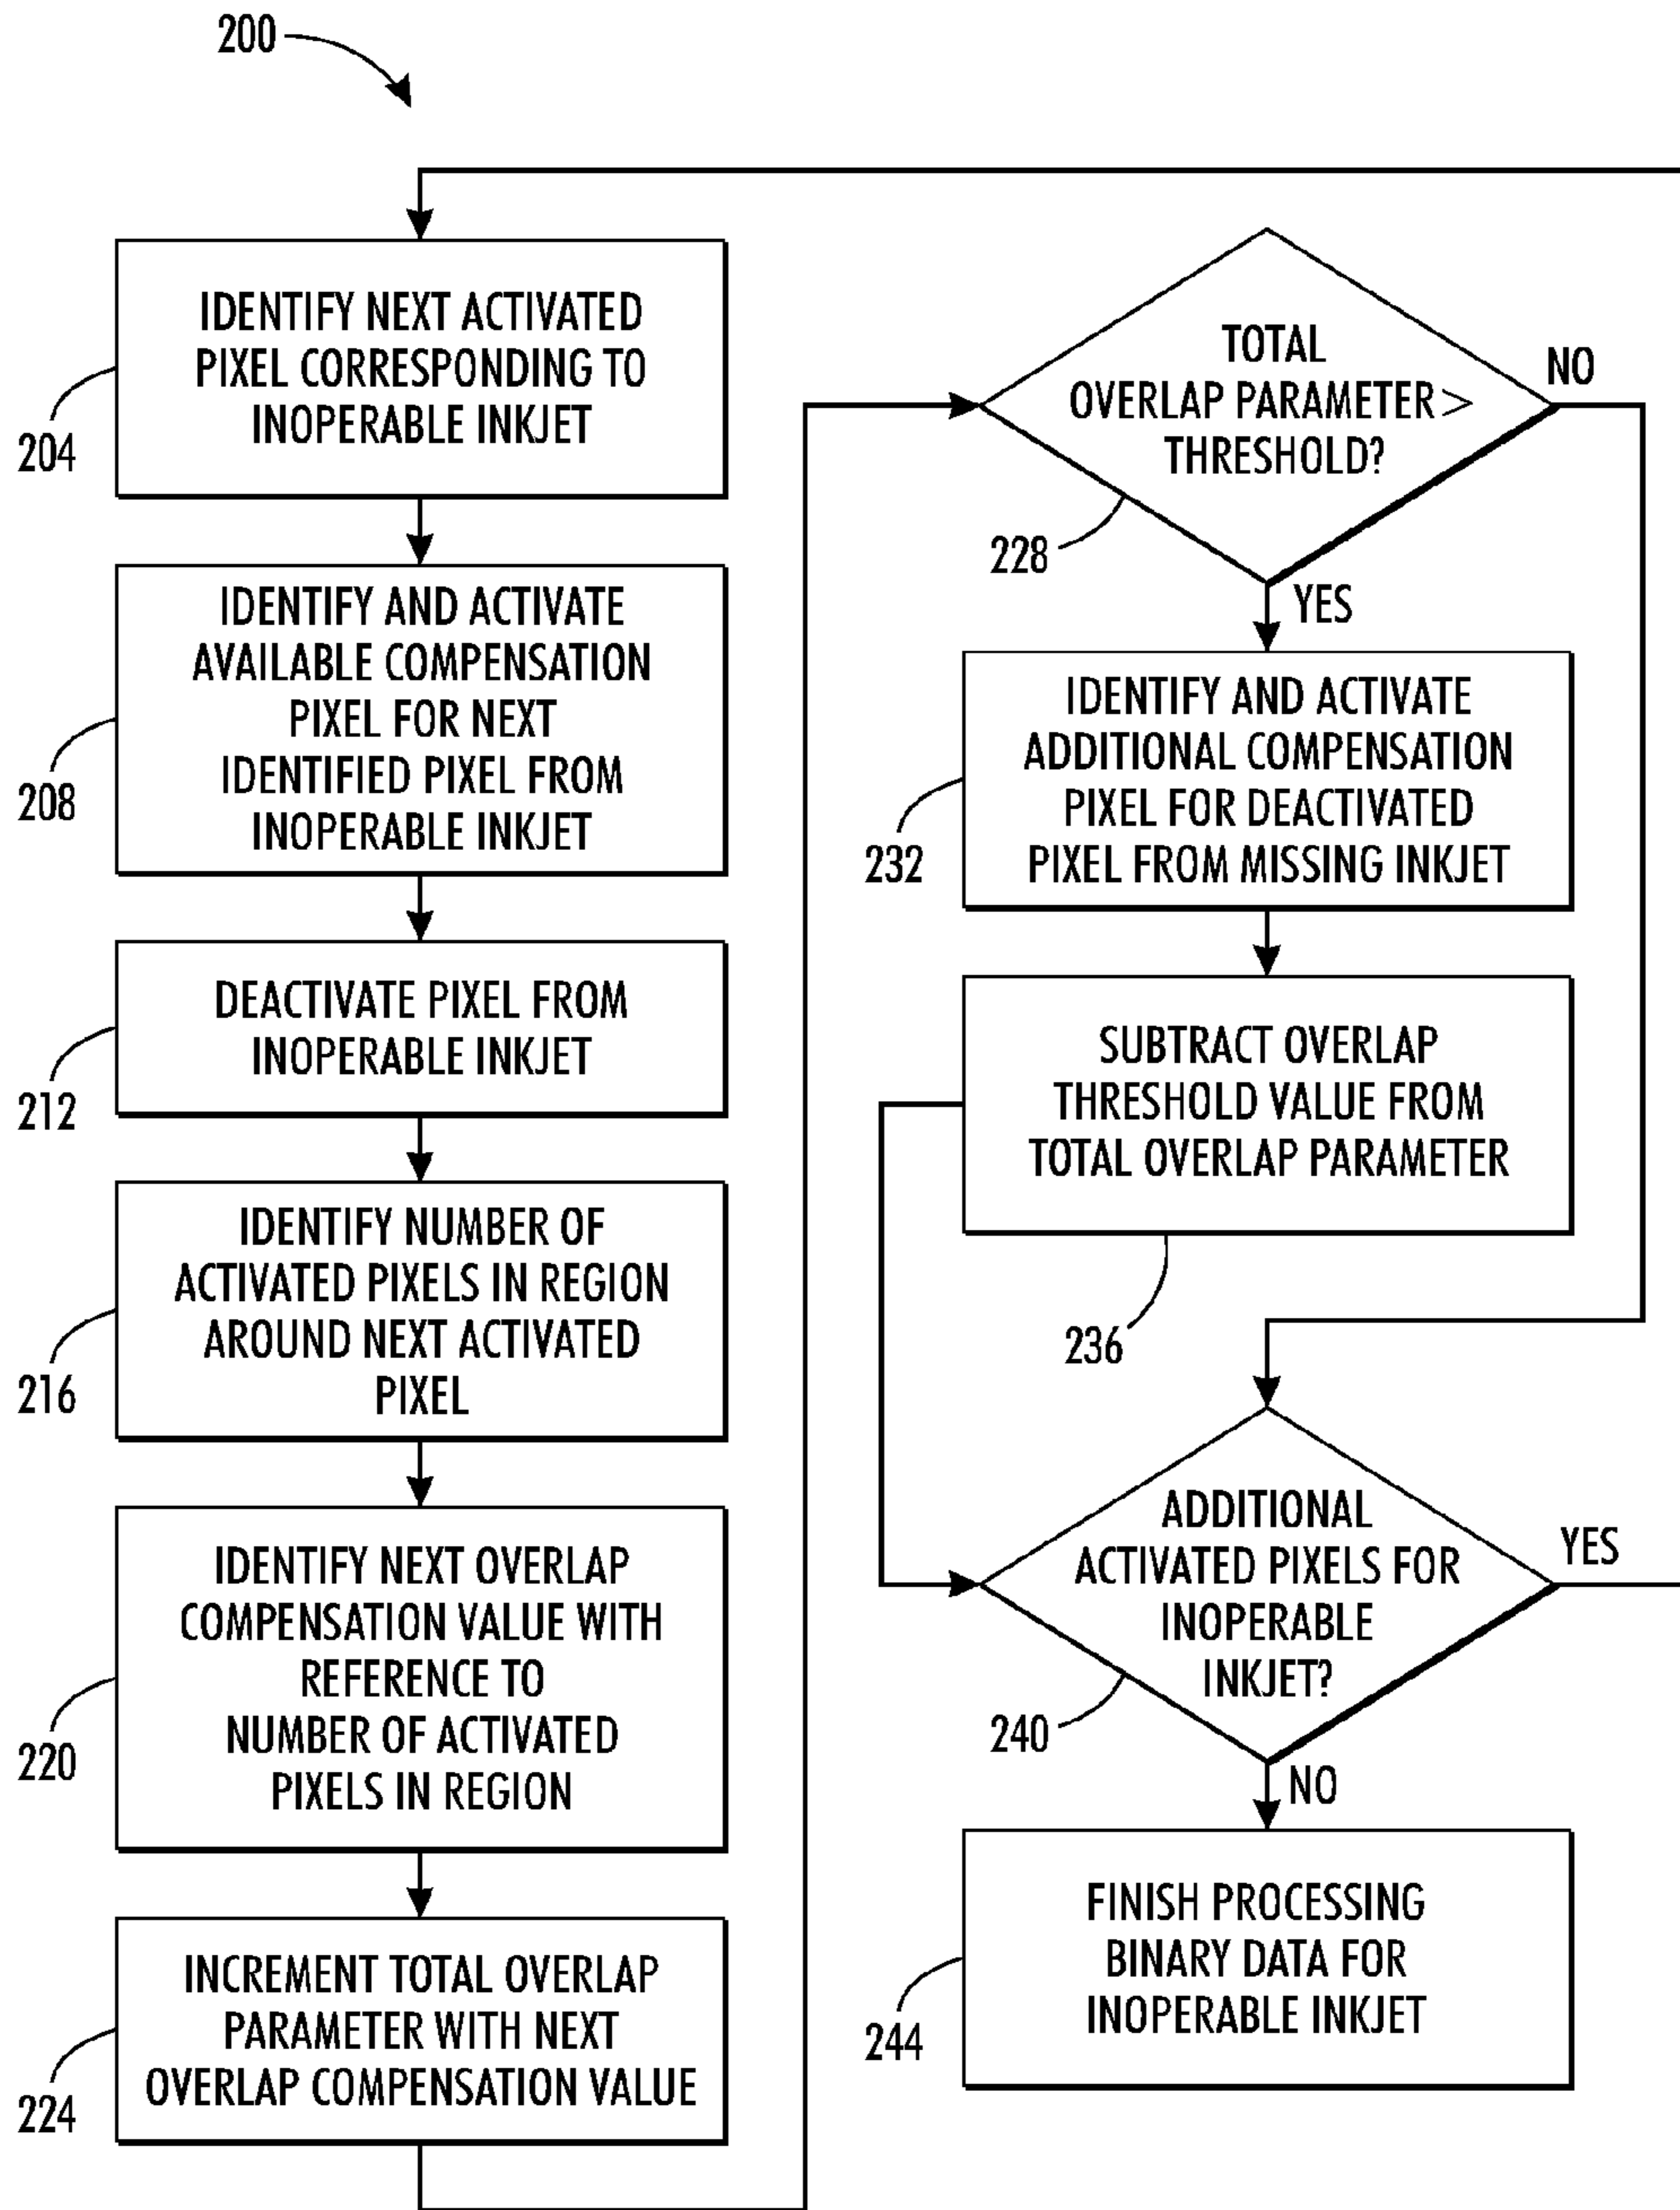 200
IDENTIFY NEXT ACTIVATED
PIXEL CORRESPONDING TO
INOPERABLE INKJET
204
IDENTIFY AND ACTIVATE
AVAILABLE COMPENSATION
PIXEL FOR NEXT
IDENTIFIED PIXEL FROM
INOPERABLE INKJET
208
DEACTIVATE PIXEL FROM
INOPERABLE INKJET
212
IDENTIFY NUMBER OF
ACTIVATED PIXELS IN REGION
AROUND NEXT ACTIVATED
PIXEL
216
IDENTIFY NEXT OVERLAP
COMPENSATION VALUE WITH
REFERENCE TO
NUMBER OF ACTIVATED
PIXELS IN REGION
220
INCREMENT TOTAL OVERLAP
PARAMETER WITH NEXT
OVERLAP COMPENSATION VALUE
224
TOTAL
OVERLAP PARAMETER >
THRESHOLD?
NO
228
YES
IDENTIFY AND ACTIVATE
ADDITIONAL COMPENSATION
PIXEL FOR DEACTIVATED
PIXEL FROM MISSING INKJET
232
SUBTRACT OVERLAP
THRESHOLD VALUE FROM
TOTAL OVERLAP PARAMETER
236
ADDITIONAL
ACTIVATED PIXELS FOR
INOPERABLE
INKJET?
YES
240
NO
FINISH PROCESSING
BINARY DATA FOR
INOPERABLE INKJET
244